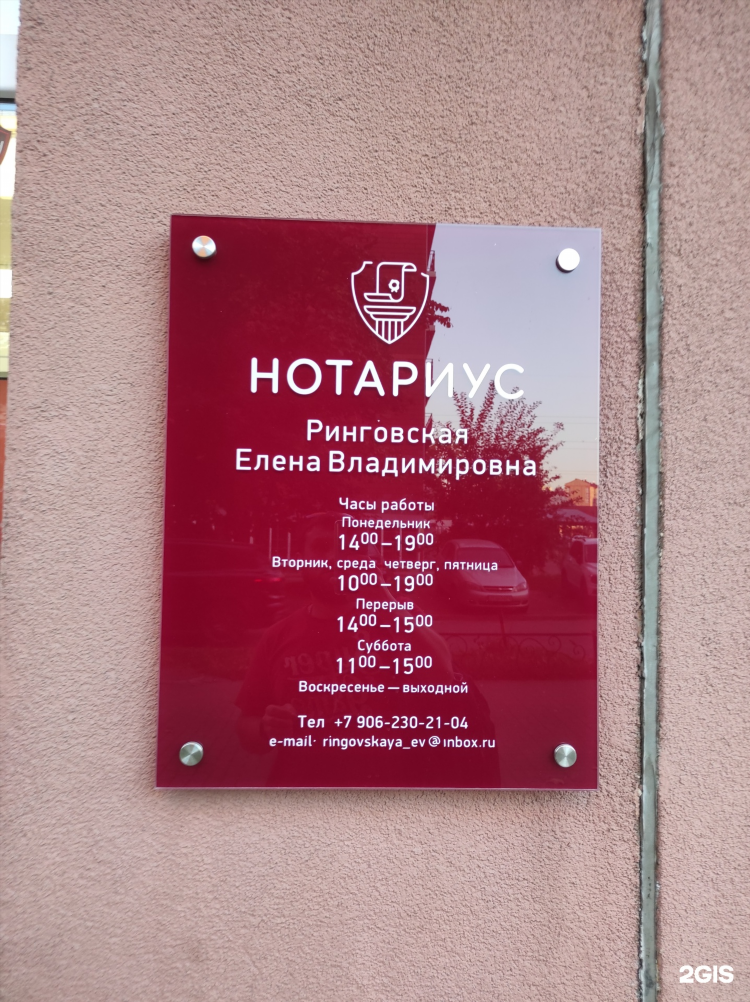 НОТАРИУС
Ринговская
Елена Владимировна
Часы работы
Понедельник
14⁰⁰–19⁰⁰
Вторник, среда четверг, пятница
10⁰⁰–19⁰⁰
Перерыв
14⁰⁰–15⁰⁰
Суббота
11⁰⁰–15⁰⁰
Воскресенье — выходной
Тел +7 906-230-21-04
e-mail· ringovskaya_ev@inbox.ru
2GIS